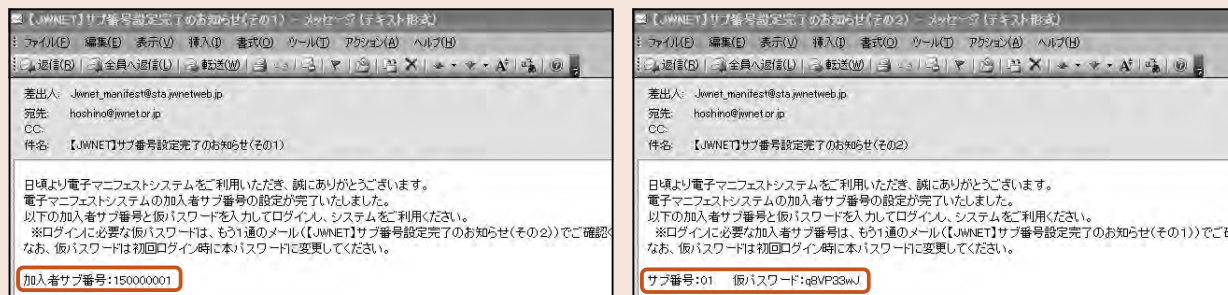 【JWNET】サブ番号設定完了のお知らせ(その1) - メッセージ (テキスト形式)
ファイル(F) 編集(E) 表示(V) 挿入(I) 書式(O) ツール(T) アクション(A) ヘルプ(H)
返信(R) 全員へ返信(L) 転送(W)
差出人: Jwnet_manifest@sta.jwnetweb.jp
宛先: hoshino@jwnet.or.jp
CC:
件名: 【JWNET】サブ番号設定完了のお知らせ(その1)
日頃より電子マニフェストシステムをご利用いただき、誠にありがとうございます。
電子マニフェストシステムの加入者サブ番号の設定が完了いたしました。
以下の加入者サブ番号と仮パスワードを入力してログインし、システムをご利用ください。
※ログインに必要な仮パスワードは、もう1通のメール(【JWNET】サブ番号設定完了のお知らせ(その2))でご確認く
なお、仮パスワードは初回ログイン時に本パスワードに変更してください。
加入者サブ番号:150000001
【JWNET】サブ番号設定完了のお知らせ(その2) - メッセージ (テキスト形式)
ファイル(F) 編集(E) 表示(V) 挿入(I) 書式(O) ツール(T) アクション(A) ヘルプ(H)
返信(R) 全員へ返信(L) 転送(W)
差出人: Jwnet_manifest@sta.jwnetweb.jp
宛先: hoshino@jwnet.or.jp
CC:
件名: 【JWNET】サブ番号設定完了のお知らせ(その2)
日頃より電子マニフェストシステムをご利用いただき、誠にありがとうございます。
電子マニフェストシステムの加入者サブ番号の設定が完了いたしました。
以下の加入者サブ番号と仮パスワードを入力してログインし、システムをご利用ください。
※ログインに必要な加入者サブ番号は、もう1通のメール(【JWNET】サブ番号設定完了のお知らせ(その1))でご
なお、仮パスワードは初回ログイン時に本パスワードに変更してください。
サブ番号:01 仮パスワード:q8VP33wJ